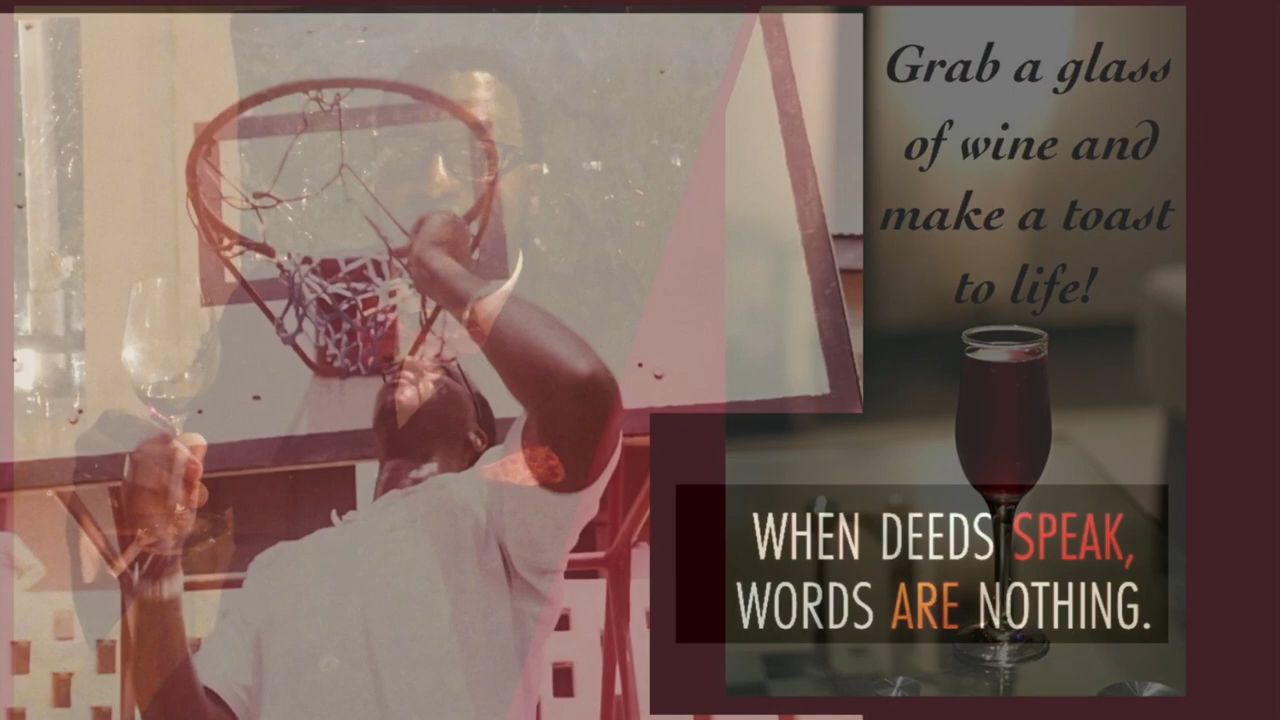 Grab a glass
of wine and
make a toast
to life!
WHEN DEEDS SPEAK,
WORDS ARE NOTHING.